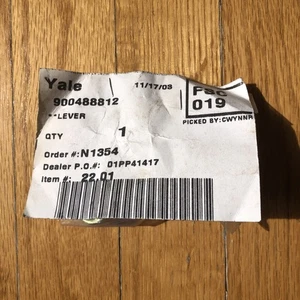 Yale 11/17/03
019
900488812
--LEVER
PICKED BY:CWYNNR
QTY 1
Order #:N1354
Dealer P.O.#: 01PP41417
Item #: 22.01